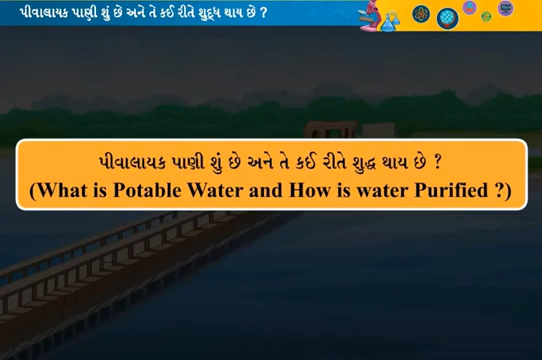 પીવાલાયક પાણી શું છે અને તે કઈ રીતે શુદ્ધ થાય છે ?
પીવાલાયક પાણી શું છે અને તે કઈ રીતે શુદ્ધ થાય છે ?
(What is Potable Water and How is water Purified ?)